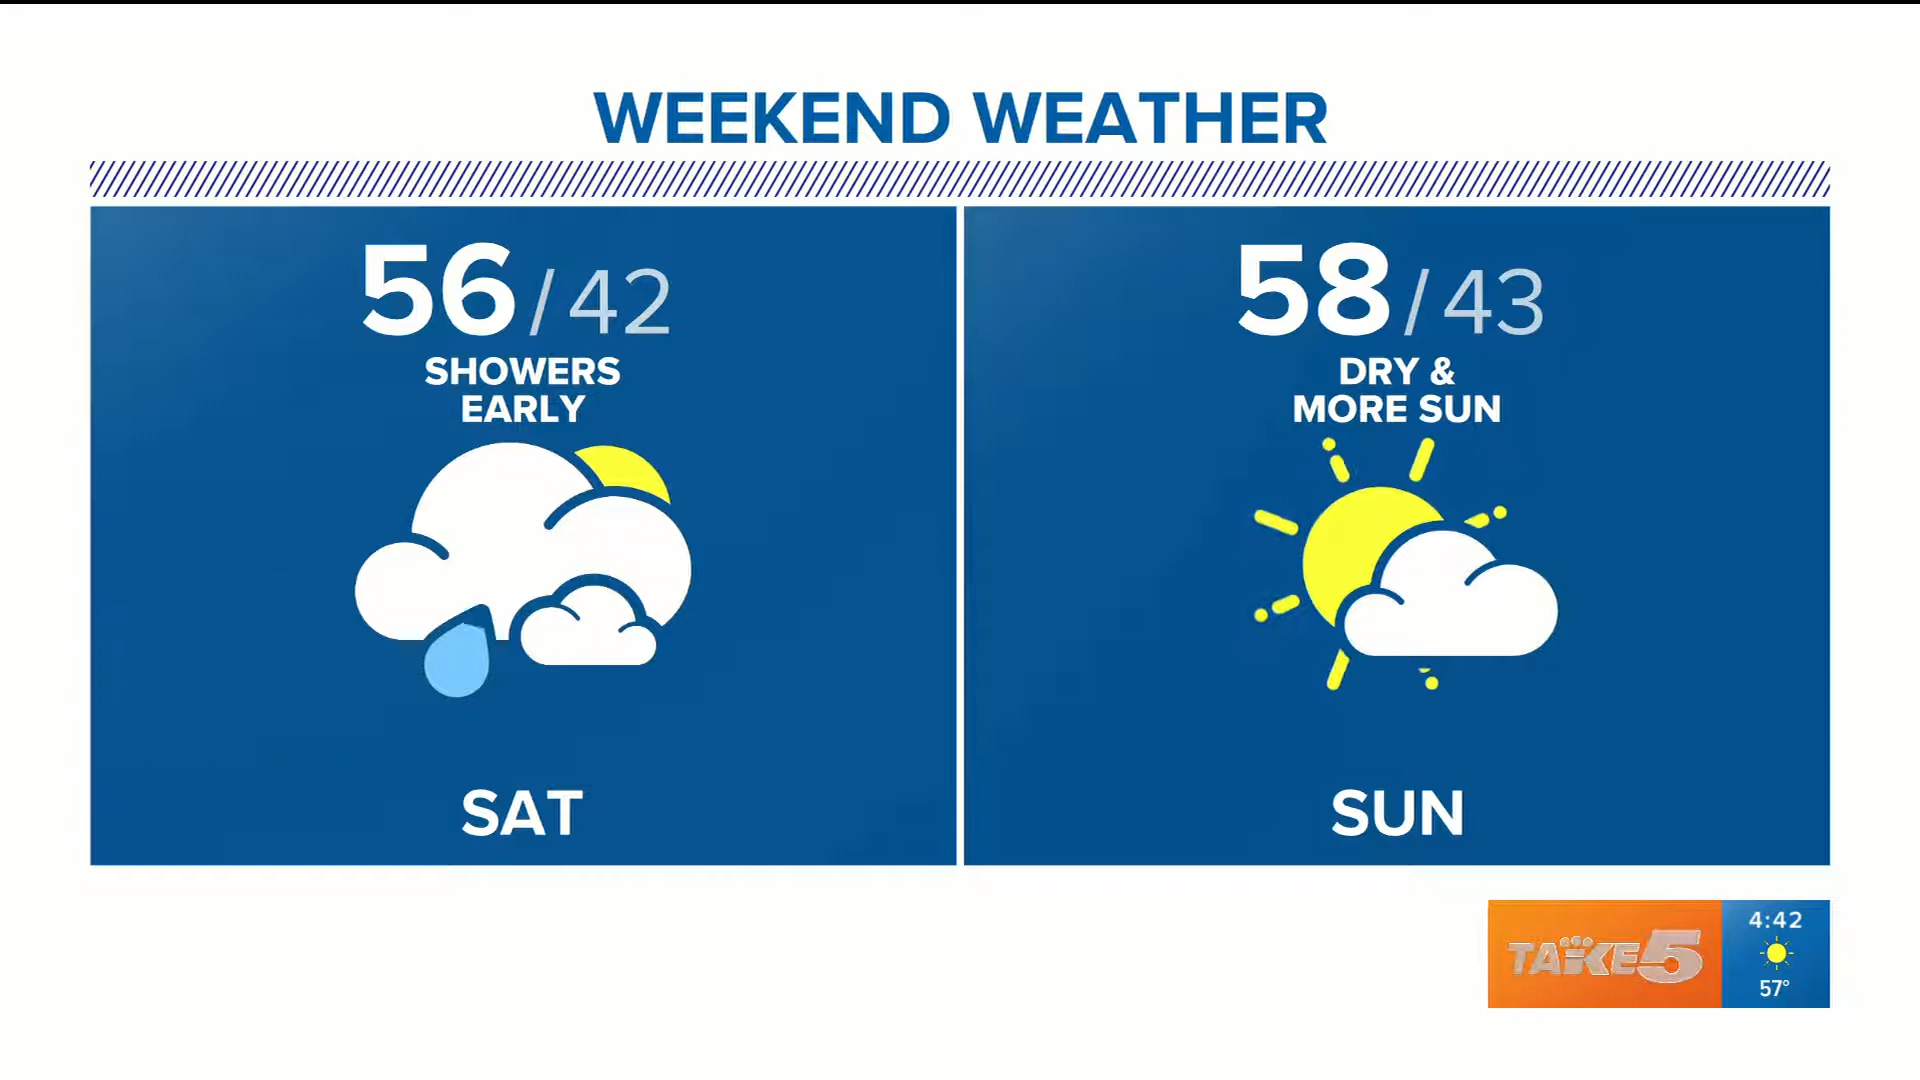 WEEKEND WEATHER
56/42
SHOWERS
EARLY
SAT
58/43
DRY &
MORE SUN
SUN
TAKE 5
4:42
57°